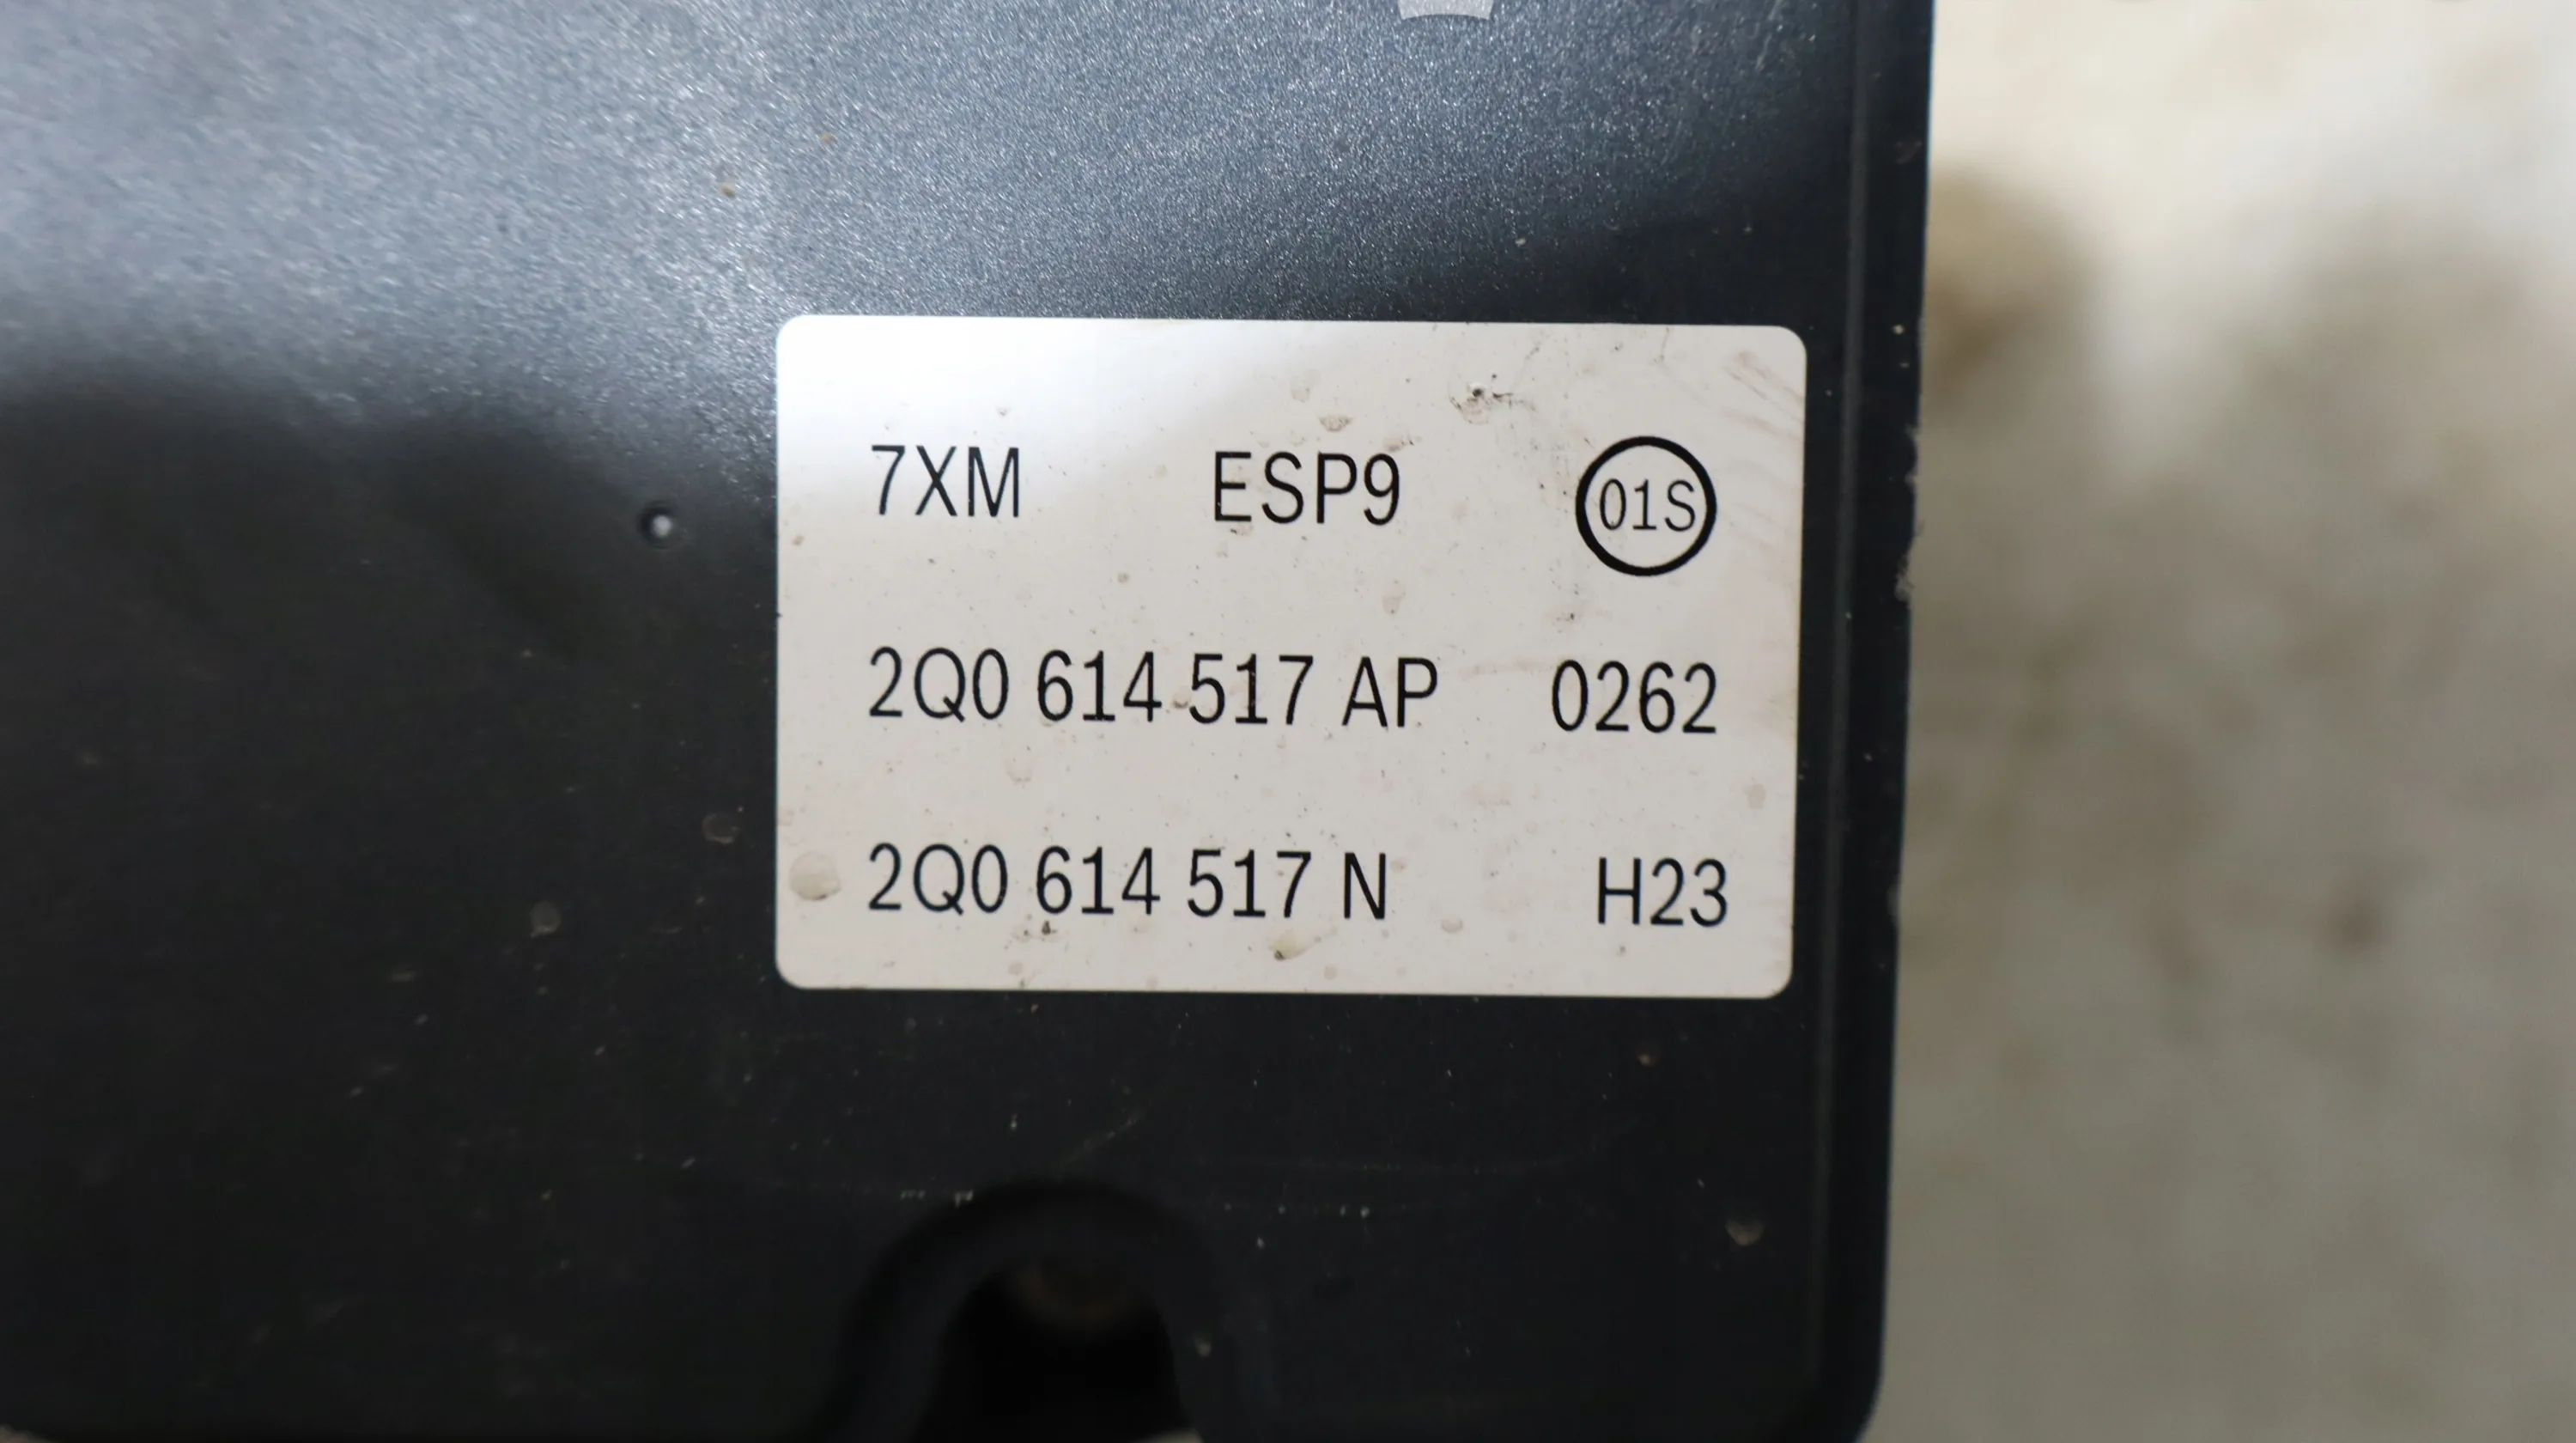 7XM ESP9 01S
2Q0 614 517 AP 0262
2Q0 614 517 N H23